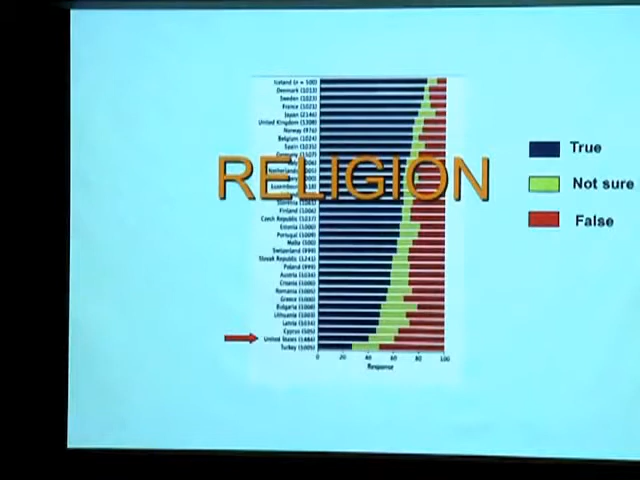 Iceland (n = 500)
Denmark (1013)
Sweden (1023)
France (1021)
Japan (2146)
United Kingdom (1308)
Norway (976)
Belgium (1024)
Spain (1035)
RELIGION
Finland (1006)
Czech Republic (1037)
Estonia (1000)
Portugal (1009)
Malta (500)
Switzerland (999)
Slovak Republic (1241)
Poland (999)
Austria (1034)
Croatia (1000)
Romania (1005)
Greece (1000)
Bulgaria (1008)
Lithuania (1003)
Latvia (1034)
Cyprus (505)
United States (1484)
Turkey (1005)
0 20 40 60 80 100
Response
True
Not sure
False